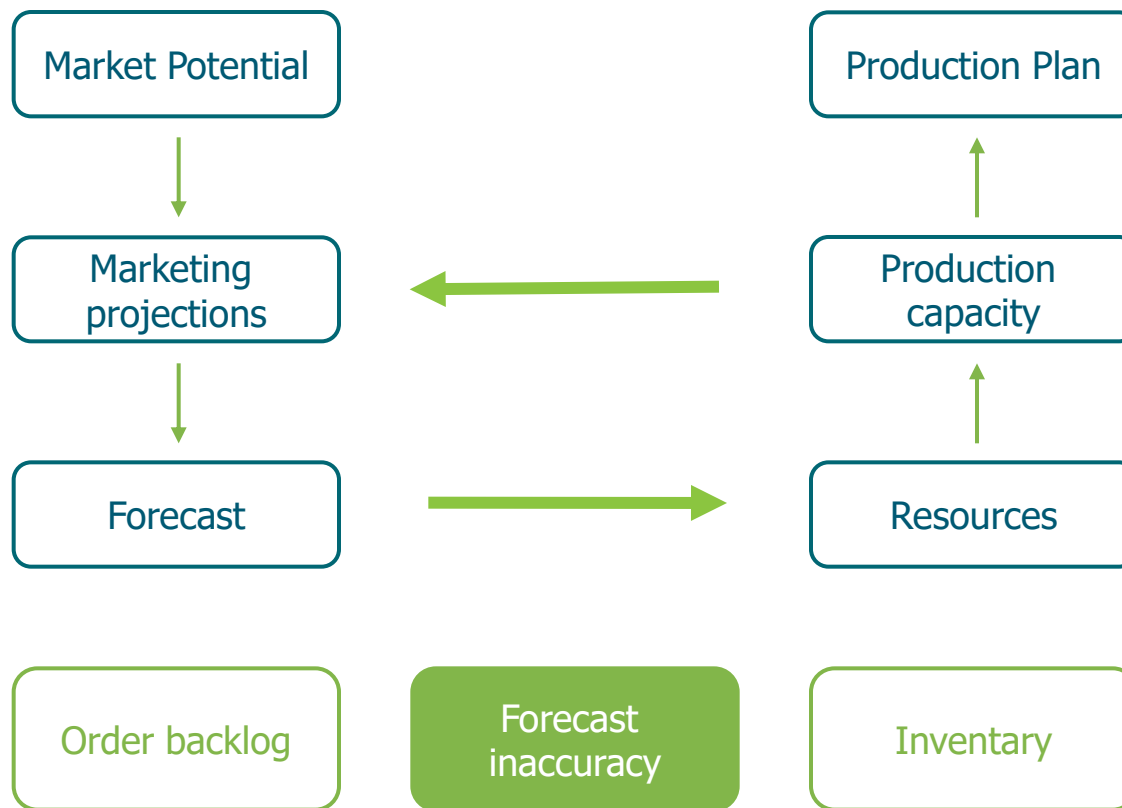 Market Potential
Production Plan
Marketing
projections
Production
capacity
Forecast
Resources
Order backlog
Forecast
inaccuracy
Inventary